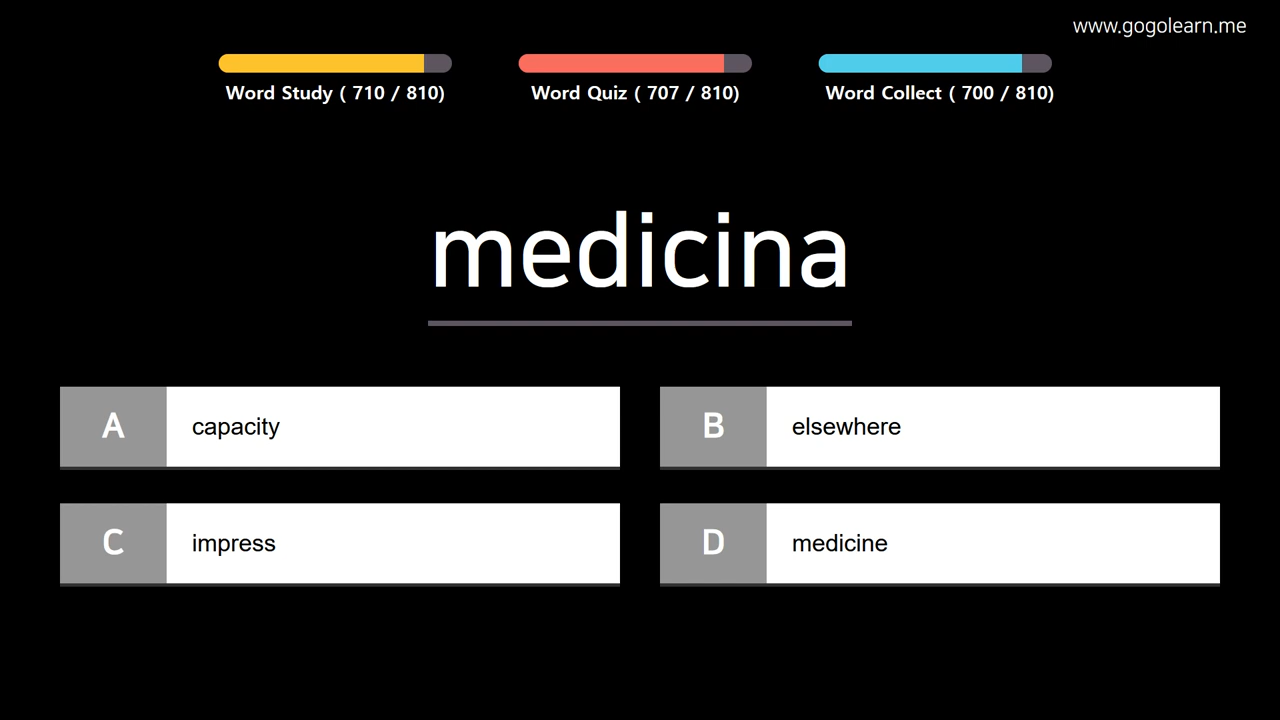 www.gogolearn.me
Word Study ( 710 / 810)
Word Quiz ( 707 / 810)
Word Collect ( 700 / 810)
medicina
A
capacity
B
elsewhere
C
impress
D
medicine